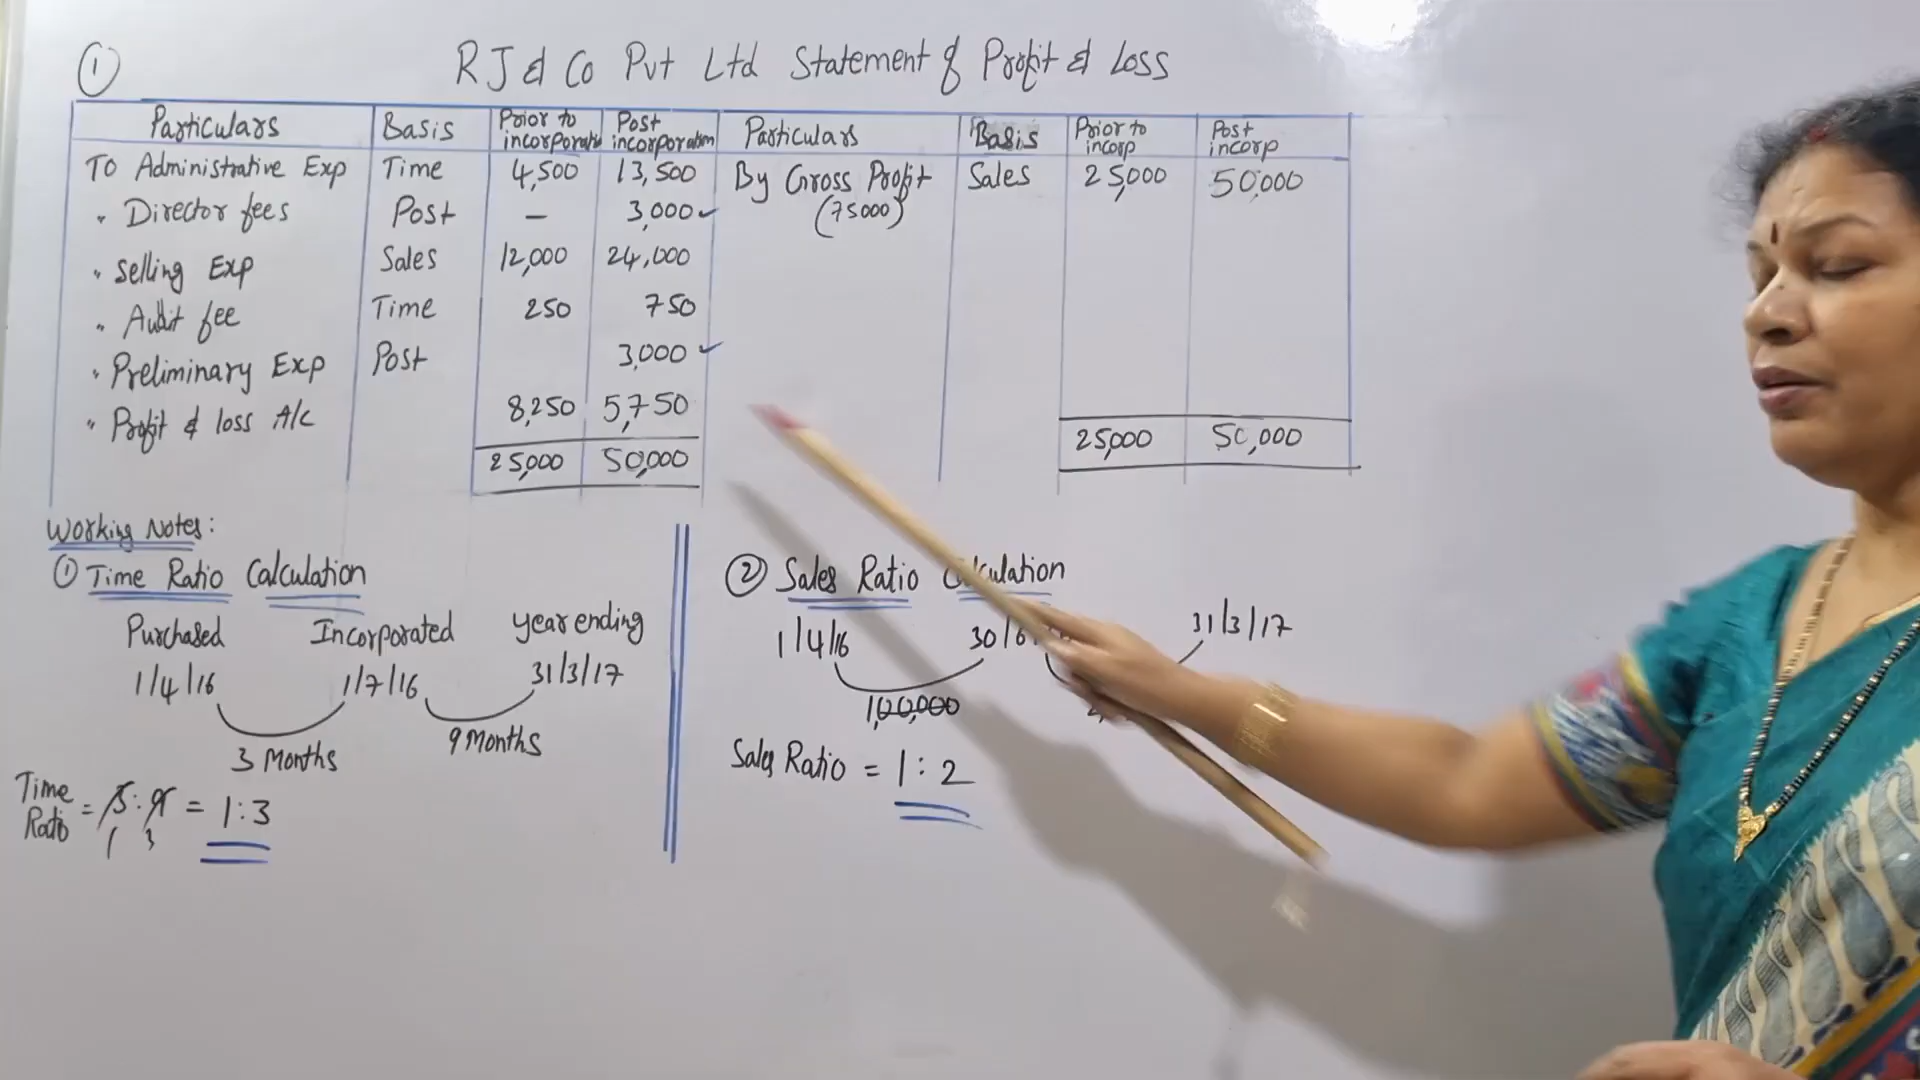 ①
R J & Co Pvt Ltd Statement of Profit & Loss
Particulars Basis Prior to incorporatn Post incorporation Particulars Basis Prior to incorp Post incorp
To Administrative Exp Time 4,500 13,500 By Gross Profit Sales 25,000 50,000
" Director fees Post — 3,000 ✓ (75000)
" Selling Exp Sales 12,000 24,000
" Audit fee Time 250 750
" Preliminary Exp Post 3,000 ✓
" Profit & loss A/c 8,250 5,750
25,000 50,000 25,000 50,000
Working Notes:
① Time Ratio Calculation
Purchased Incorporated year ending
1/4/16 1/7/16 31/3/17
3 Months 9 Months
Time Ratio = 3:9 = 1:3
1 3
② Sales Ratio Calculation
1/4/16 30/6 31/3/17
1,00,000
Sales Ratio = 1:2